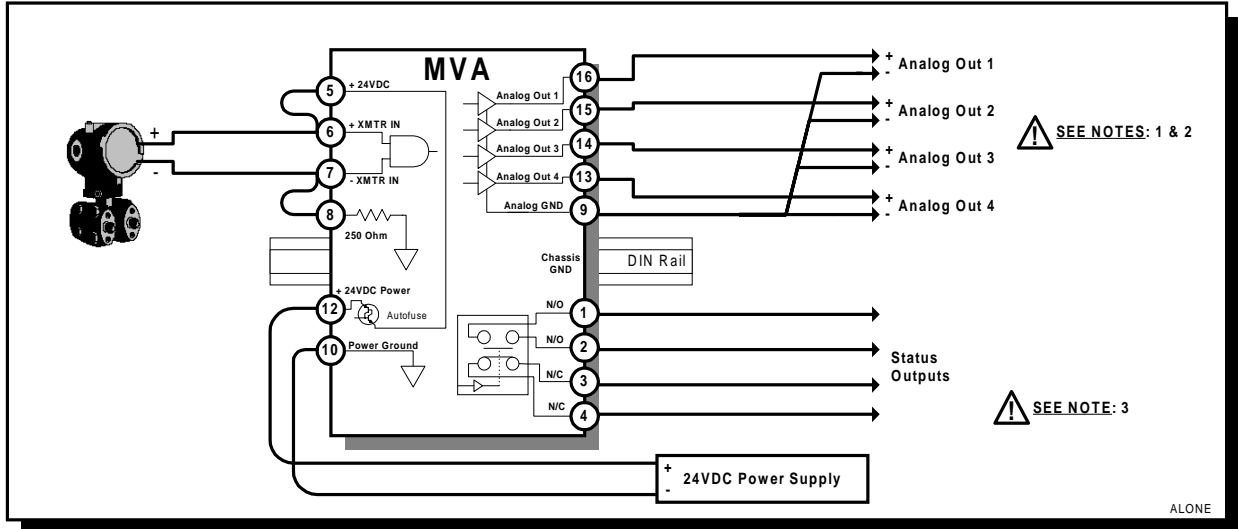 MVA
5
+ 24VDC
6
+ XMTR IN
7
- XMTR IN
8
250 Ohm
+
-
16
Analog Out 1
15
Analog Out 2
14
Analog Out 3
13
Analog Out 4
9
Analog GND
+ Analog Out 1
-
+ Analog Out 2
-
+ Analog Out 3
-
+ Analog Out 4
-
! SEE NOTES: 1 & 2
Chassis
GND
DIN Rail
+ 24VDC Power
12
Autofuse
10
Power Ground
N/O
1
N/O
2
N/C
3
N/C
4
Status
Outputs
! SEE NOTE: 3
+
-
24VDC Power Supply
ALONE